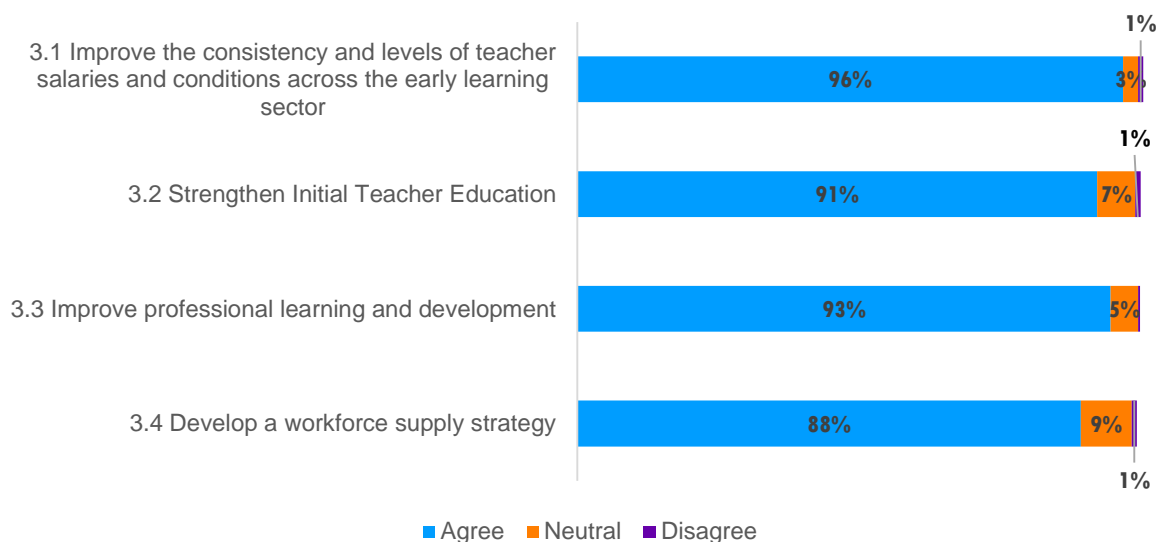 1%
3.1 Improve the consistency and levels of teacher
salaries and conditions across the early learning
sector
96%
3%
1%
3.2 Strengthen Initial Teacher Education
91%
7%
3.3 Improve professional learning and development
93%
5%
3.4 Develop a workforce supply strategy
88%
9%
1%
Agree
Neutral
Disagree